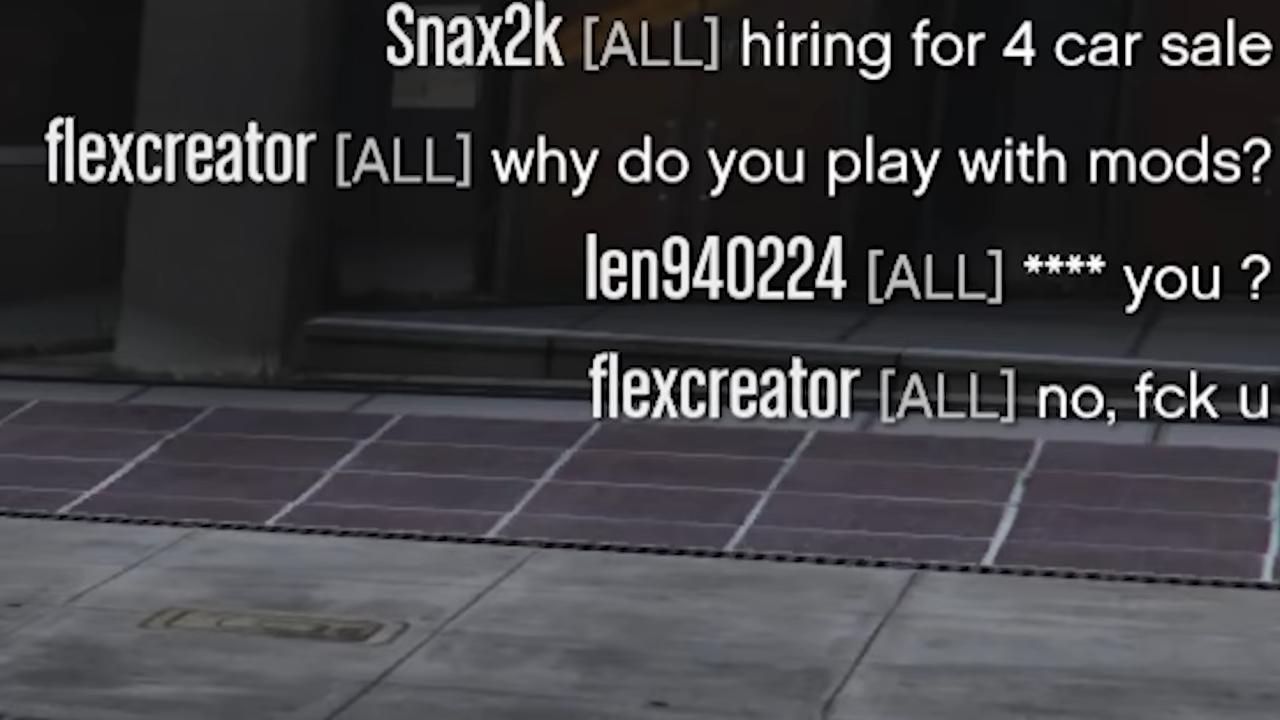 Snax2k [ALL] hiring for 4 car sale
flexcreator [ALL] why do you play with mods?
len940224 [ALL] **** you ?
flexcreator [ALL] no, fck u